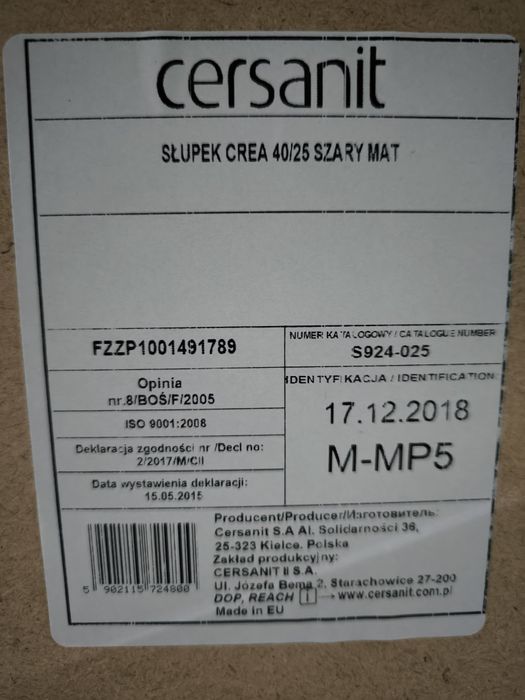 cersanit
SŁUPEK CREA 40/25 SZARY MAT
FZZP1001491789
NUMER KATALOGOWY / CATALOGUE NUMBER
S924-025
Opinia
nr.8/BOŚ/F/2005
IDENTYFIKACJA / IDENTIFICATION
17.12.2018
ISO 9001:2008
M-MP5
Deklaracja zgodności nr /Decl no:
2/2017/M/CII
Data wystawienia deklaracji:
15.05.2015
Producent/Producer/Изготовитель:
Cersanit S.A Al. Solidarności 36,
25-323 Kielce. Polska
Zakład produkcyjny:
CERSANIT II S.A.
Ul. Józefa Bema 2, Starachowice 27-200
DOP, REACH i → www.cersanit.com.pl
Made in EU
5 902115 724800